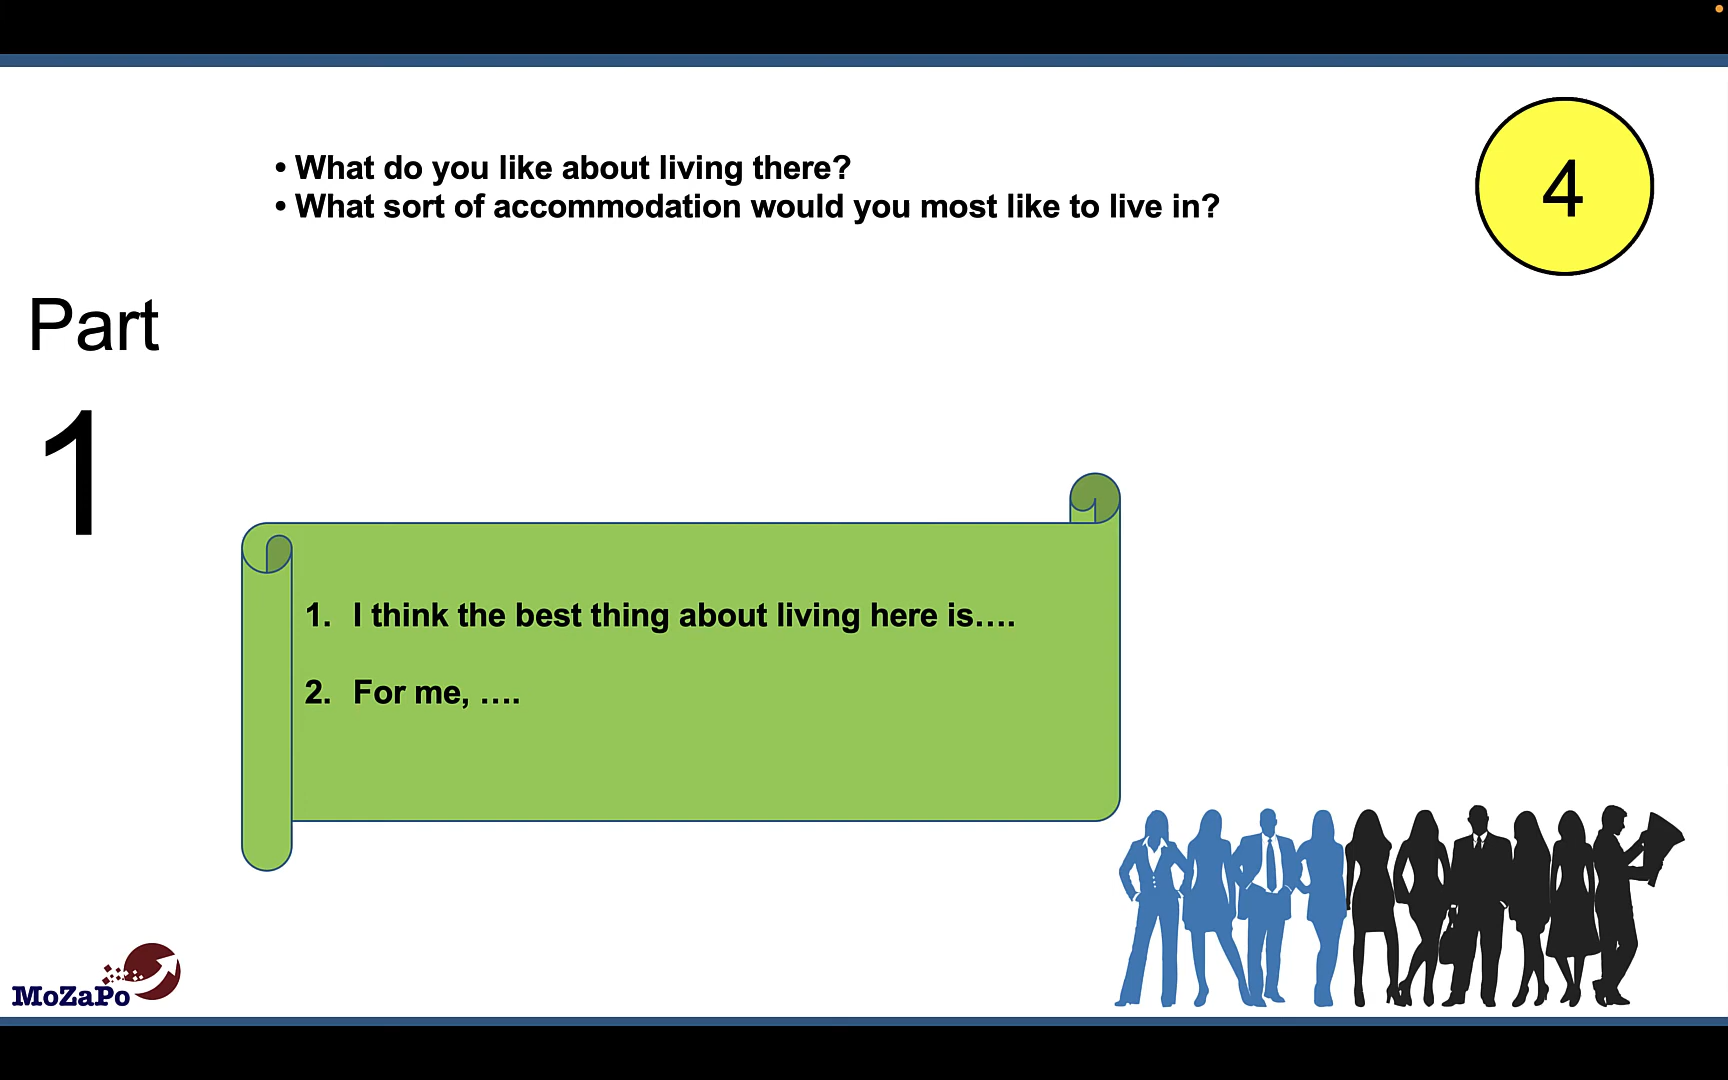 • What do you like about living there?
• What sort of accommodation would you most like to live in?
4
Part
1
1. I think the best thing about living here is....
2. For me, ....
MoZaPo